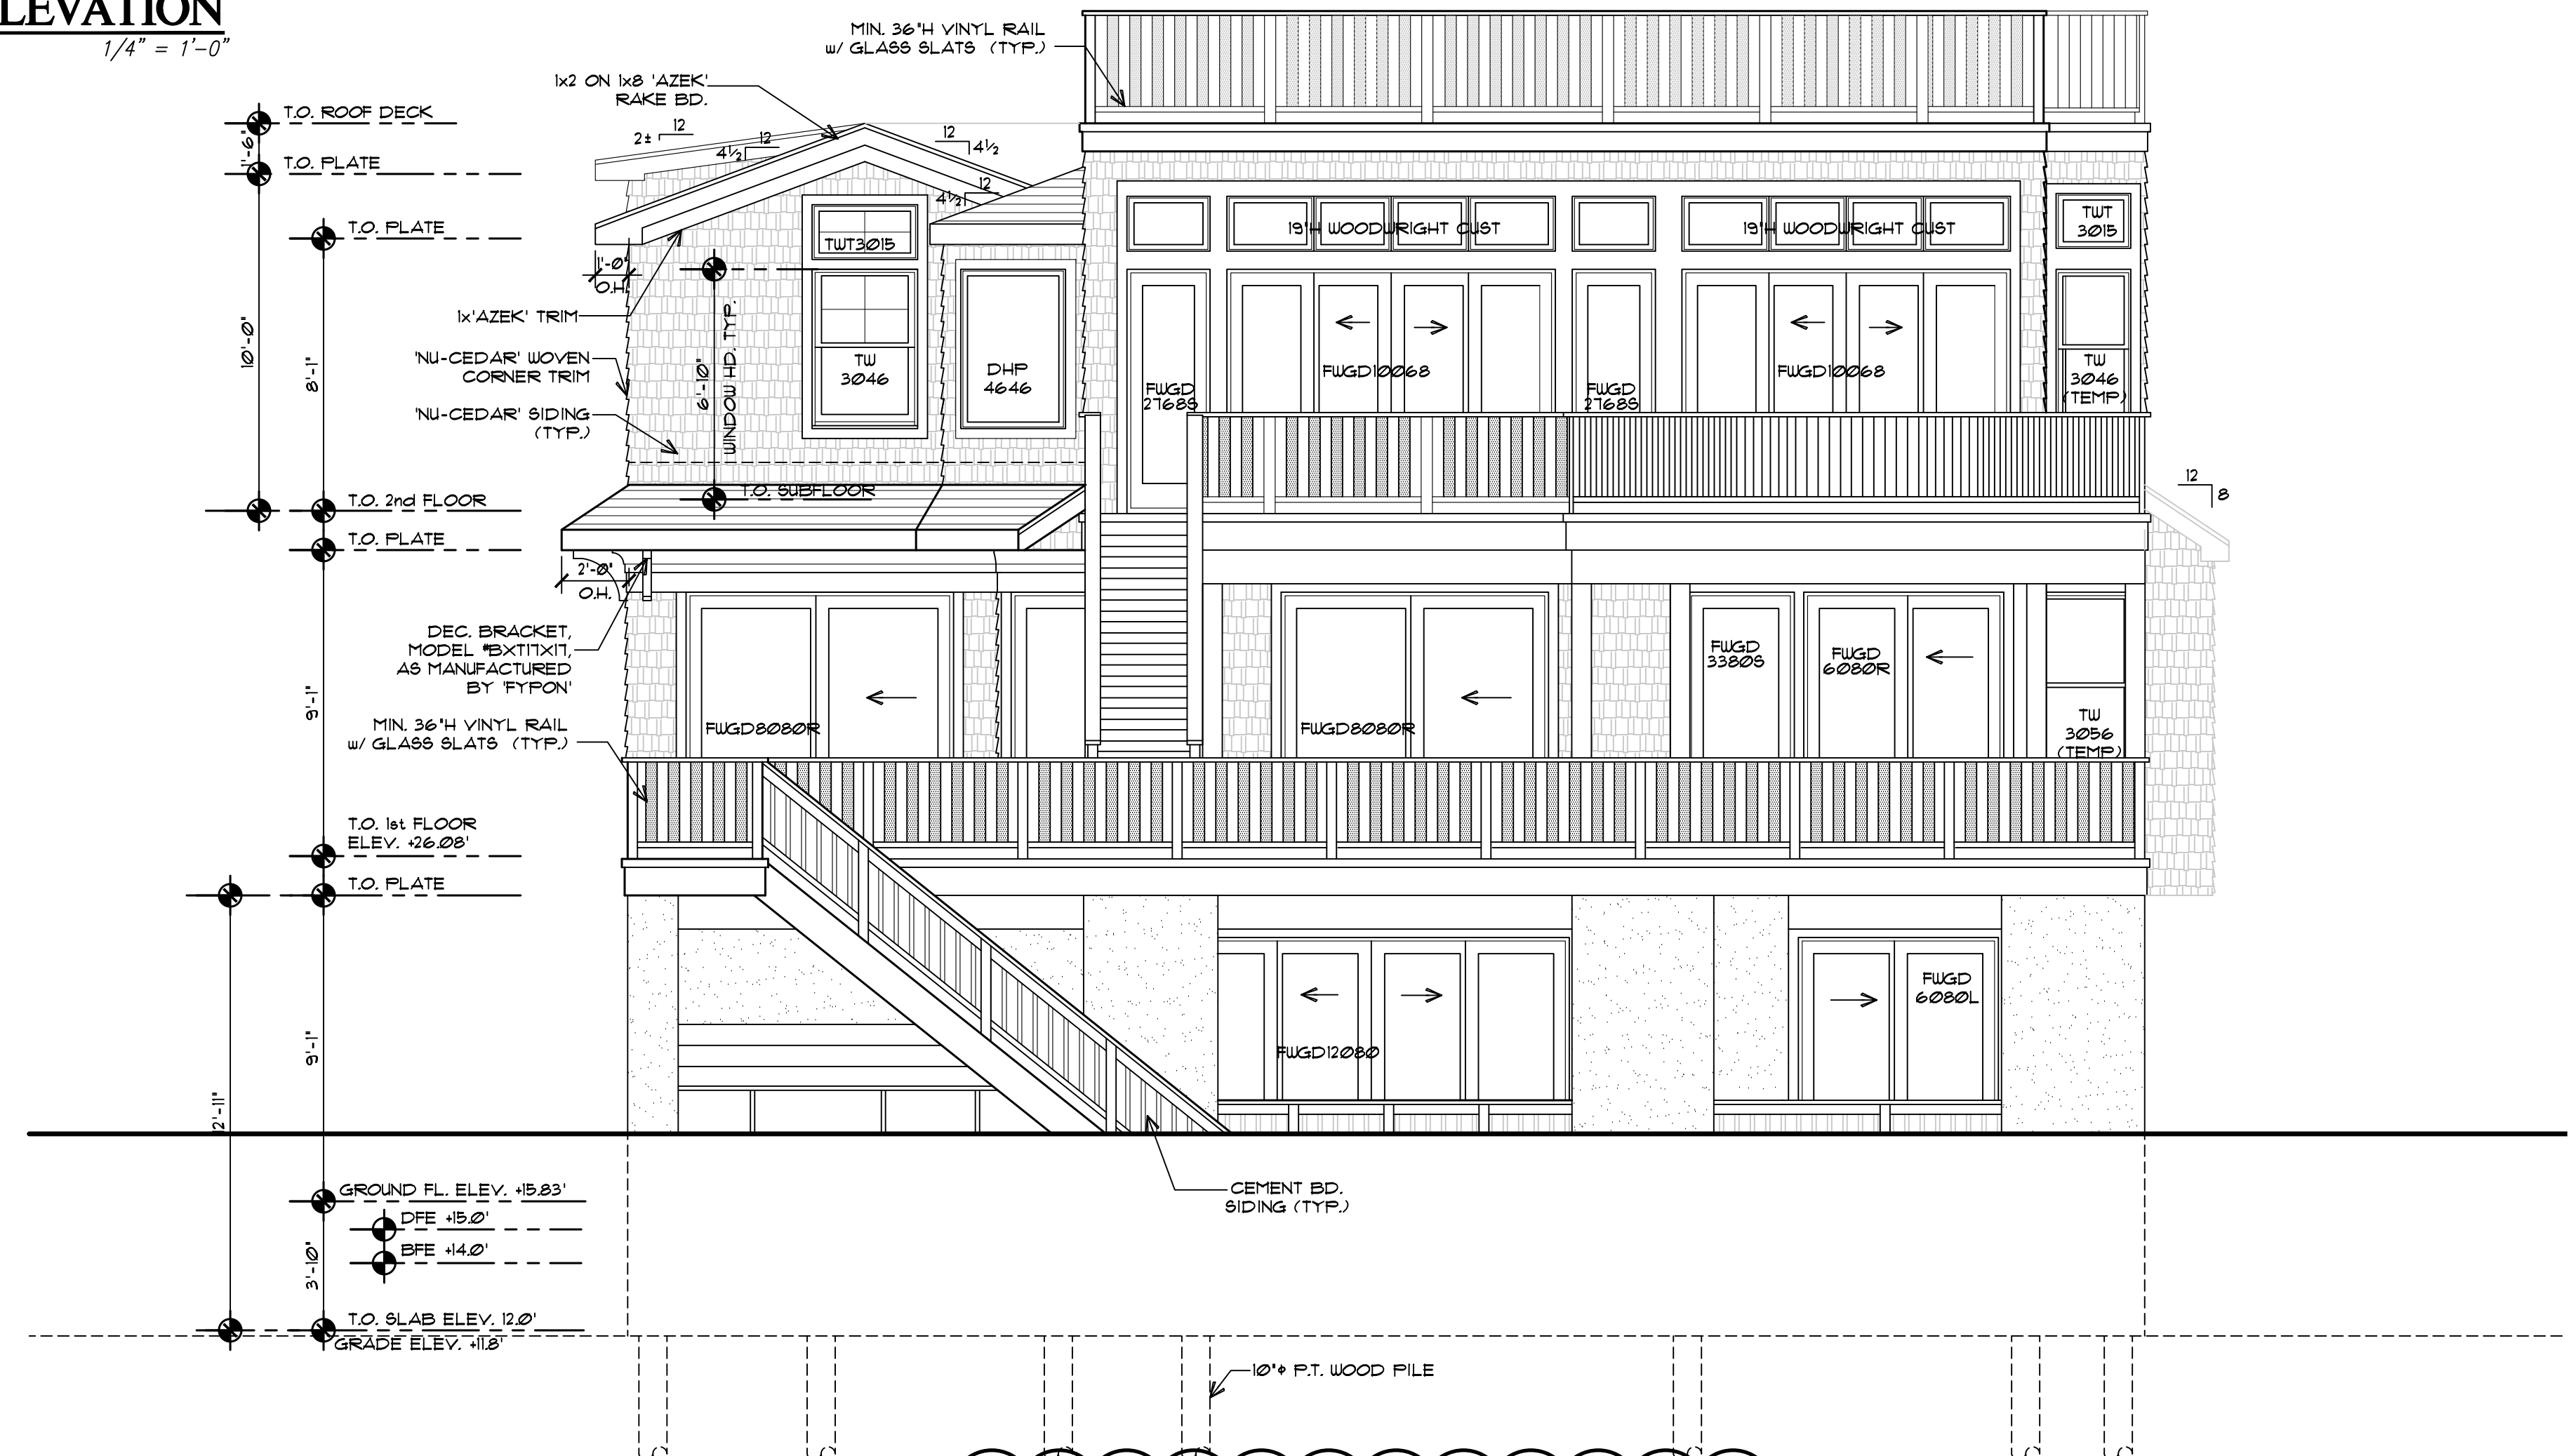 LEVATION
1/4" = 1'-0"
MIN. 36"H VINYL RAIL
w/ GLASS SLATS (TYP.)
1x2 ON 1x8 'AZEK'
RAKE BD.
T.O. ROOF DECK
1'-6"
T.O. PLATE
T.O. PLATE
12
2±
12
4½
12
4½
12
4½
1'-0"
O.H.
10'-0"
8'-1"
1x'AZEK' TRIM
'NU-CEDAR' WOVEN
CORNER TRIM
'NU-CEDAR' SIDING
(TYP.)
6'-10"
WINDOW HD. TYP.
TWT3015
TW
3046
DHP
4646
19"H WOODWRIGHT CUST
19"H WOODWRIGHT CUST
TWT
3015
FWGD
2768S
FWGD10068
FWGD
2768S
FWGD10068
TW
3046
(TEMP)
T.O. SUBFLOOR
T.O. 2nd FLOOR
T.O. PLATE
12
8
2'-0"
O.H.
DEC. BRACKET,
MODEL #BXT17X17,
AS MANUFACTURED
BY 'FYPON'
9'-1"
MIN. 36"H VINYL RAIL
w/ GLASS SLATS (TYP.)
FWGD8080R
FWGD8080R
FWGD
3380S
FWGD
6080R
TW
3056
(TEMP)
T.O. 1st FLOOR
ELEV. +26.08'
T.O. PLATE
9'-1"
12'-11"
FWGD12080
FWGD
6080L
CEMENT BD.
SIDING (TYP.)
GROUND FL. ELEV. +15.83'
DFE +15.0'
BFE +14.0'
3'-10"
T.O. SLAB ELEV. 12.0'
GRADE ELEV. +11.8'
10"ϕ P.T. WOOD PILE